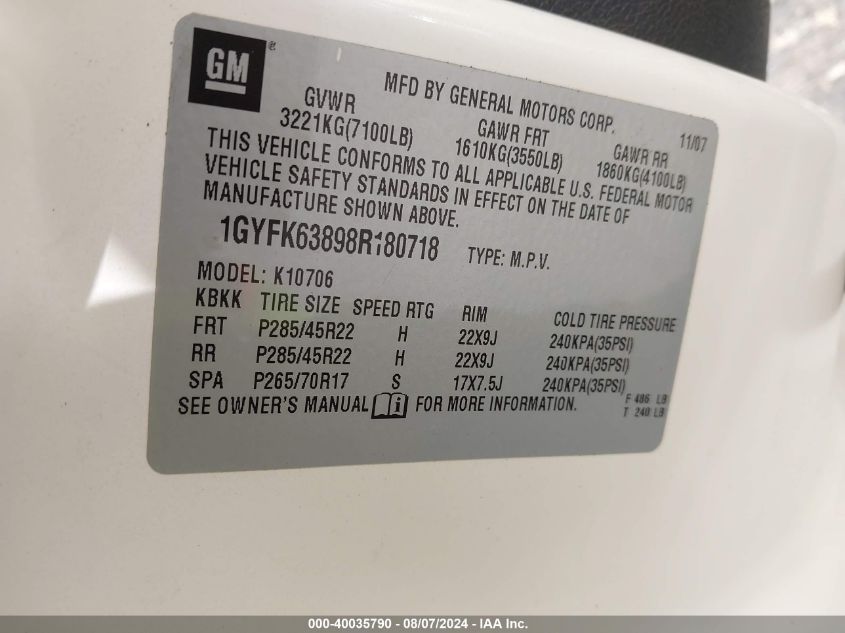 GM®
MFD BY GENERAL MOTORS CORP. 11/07
GVWR GAWR FRT GAWR RR
3221KG(7100LB) 1610KG(3550LB) 1860KG(4100LB)
THIS VEHICLE CONFORMS TO ALL APPLICABLE U.S. FEDERAL MOTOR
VEHICLE SAFETY STANDARDS IN EFFECT ON THE DATE OF
MANUFACTURE SHOWN ABOVE.
1GYFK63898R180718 TYPE: M.P.V.
MODEL: K10706
KBKK TIRE SIZE SPEED RTG RIM COLD TIRE PRESSURE
FRT P285/45R22 H 22X9J 240KPA(35PSI)
RR P285/45R22 H 22X9J 240KPA(35PSI)
SPA P265/70R17 S 17X7.5J 240KPA(35PSI)
SEE OWNER'S MANUAL FOR MORE INFORMATION.
F 486 LB
T 240 LB
000-40035790 - 08/07/2024 - IAA Inc.